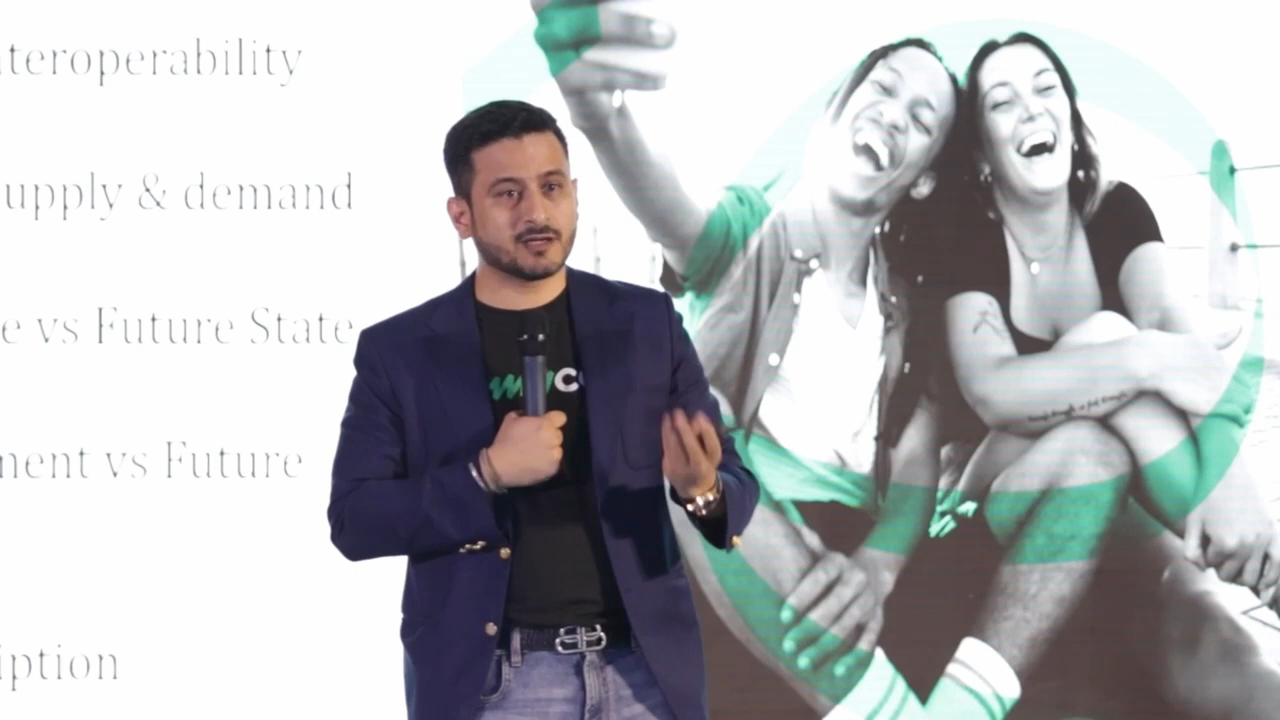 nteroperability
upply & demand
e vs Future State
nent vs Future
iption